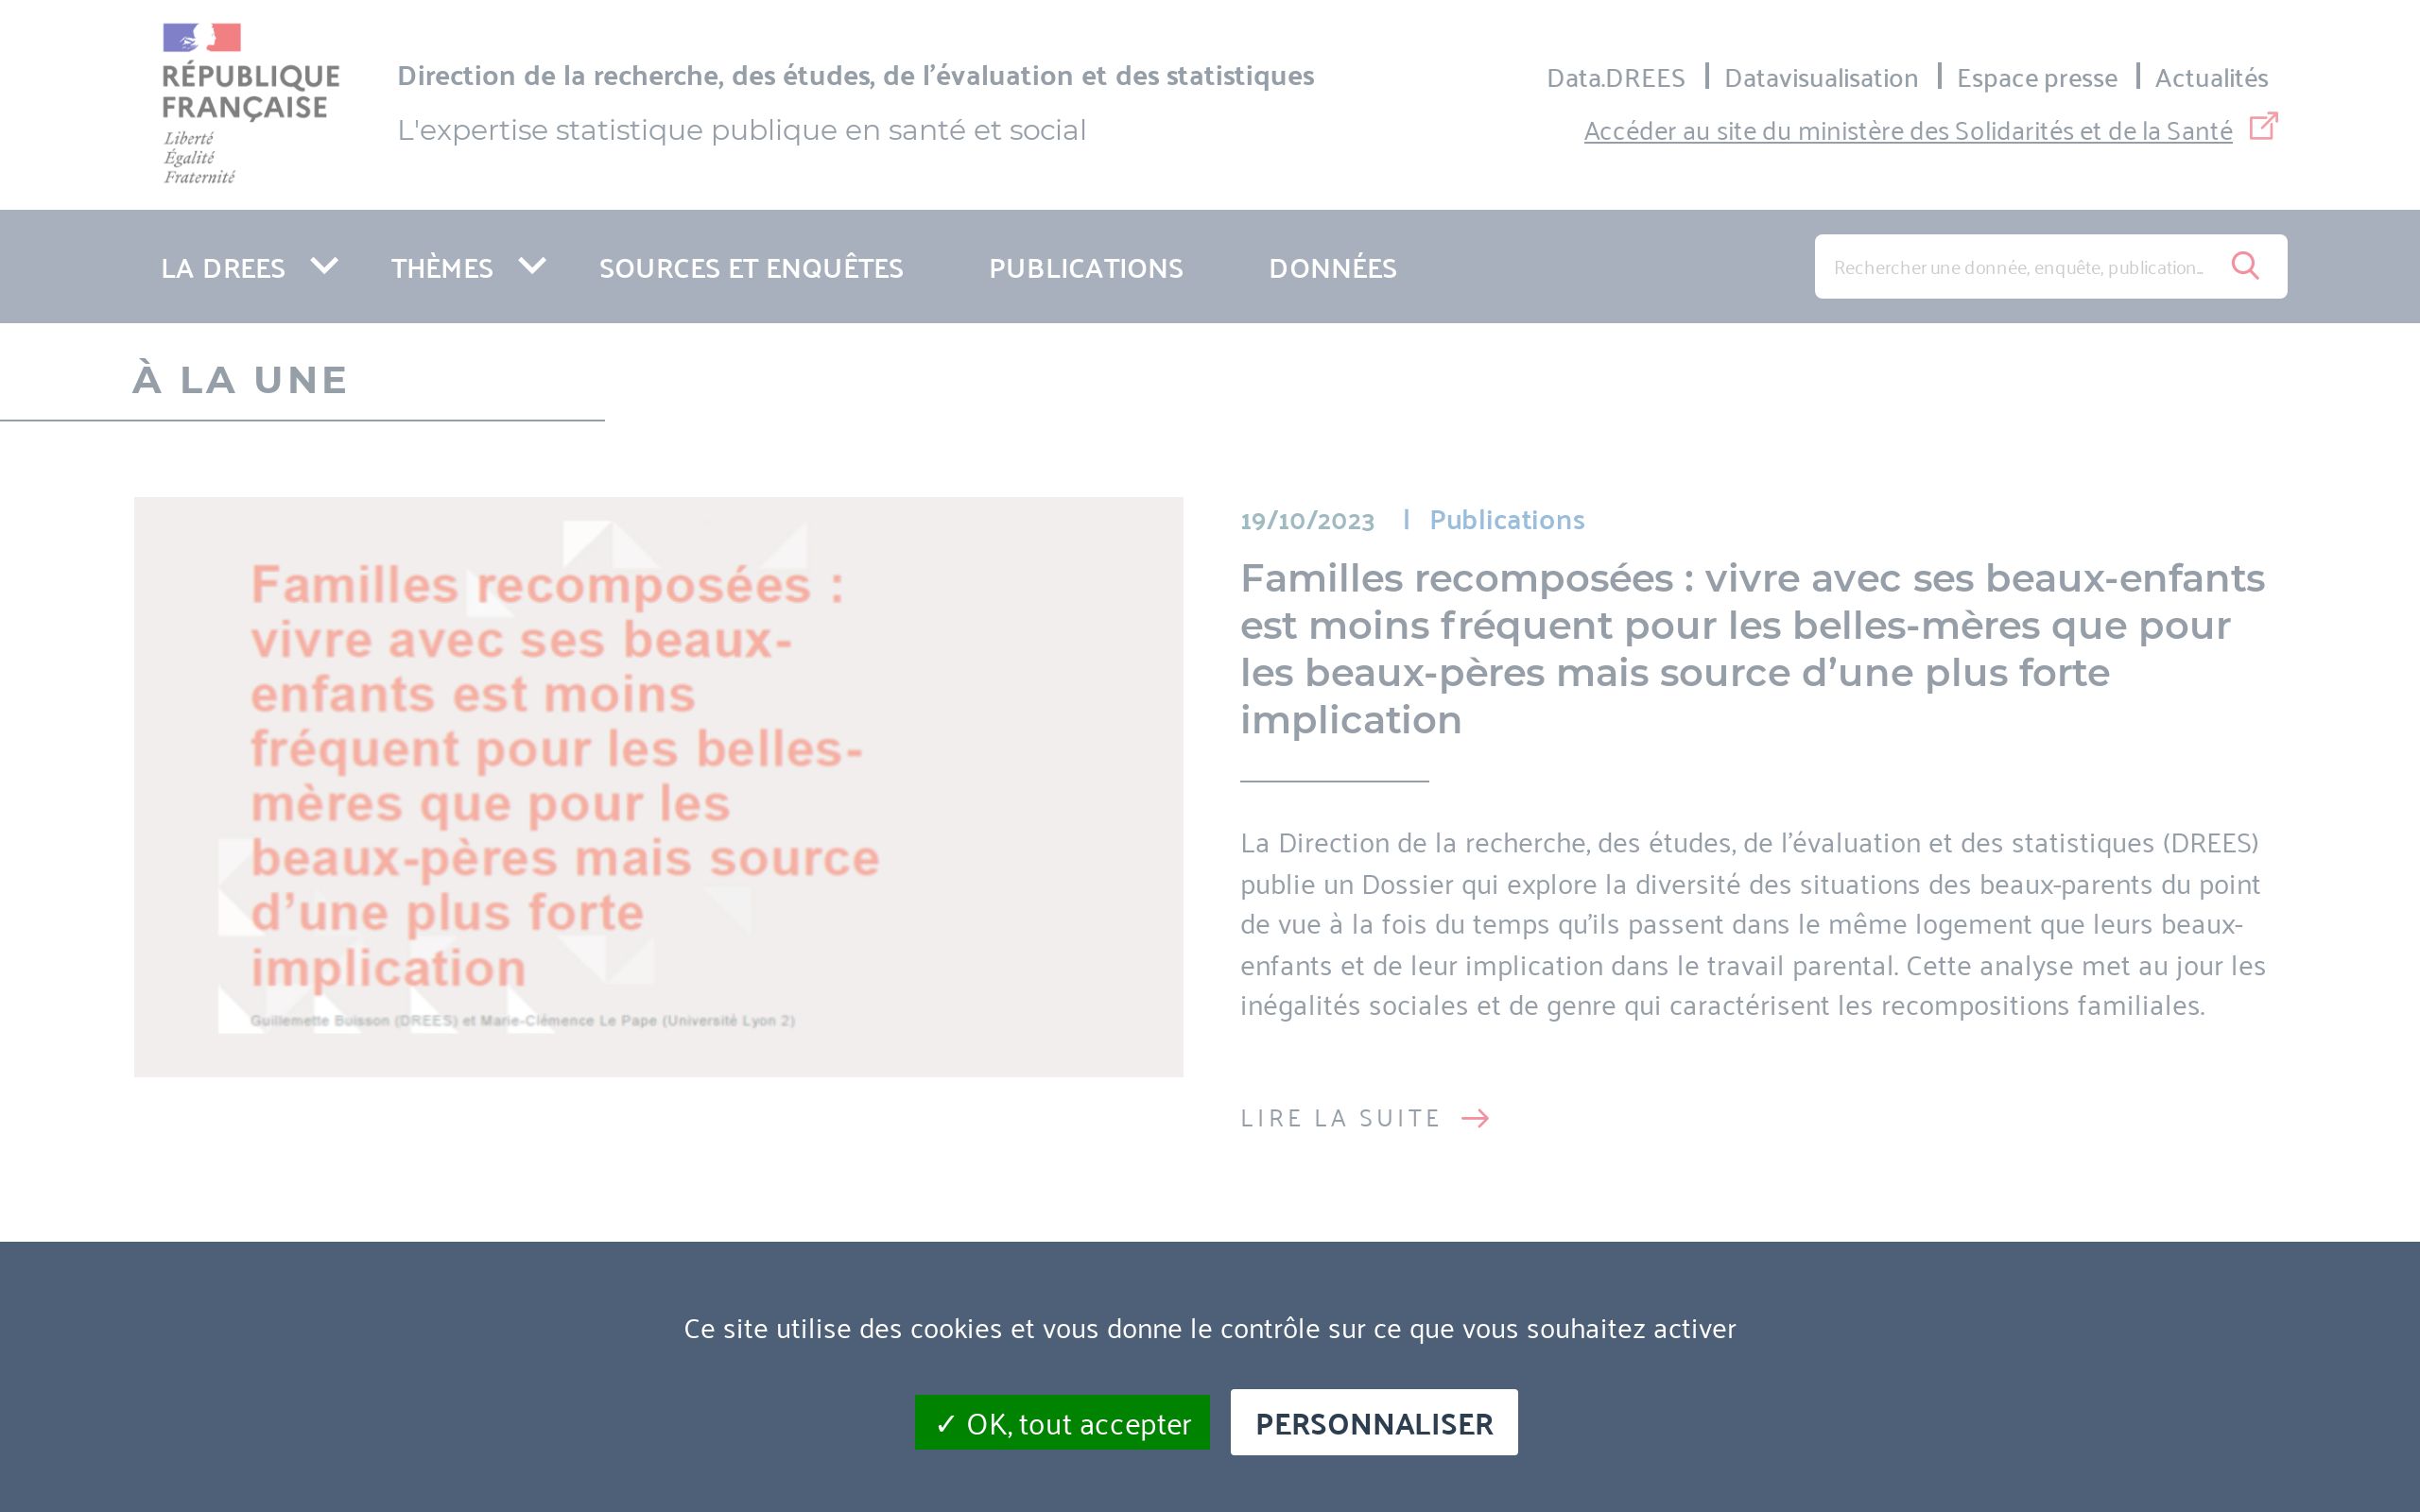 RÉPUBLIQUE
FRANÇAISE
Liberté
Égalité
Fraternité
Direction de la recherche, des études, de l’évaluation et des statistiques
L'expertise statistique publique en santé et social
Data.DREES
Datavisualisation
Espace presse
Actualités
Accéder au site du ministère des Solidarités et de la Santé
LA DREES
THÈMES
SOURCES ET ENQUÊTES
PUBLICATIONS
DONNÉES
Rechercher une donnée, enquête, publication...
À LA UNE
Familles recomposées :
vivre avec ses beaux-
enfants est moins
fréquent pour les belles-
mères que pour les
beaux-pères mais source
d’une plus forte
implication
Guillemette Buisson (DREES) et Marie-Clémence Le Pape (Université Lyon 2)
19/10/2023 | Publications
Familles recomposées : vivre avec ses beaux-enfants
est moins fréquent pour les belles-mères que pour
les beaux-pères mais source d’une plus forte
implication
La Direction de la recherche, des études, de l’évaluation et des statistiques (DREES)
publie un Dossier qui explore la diversité des situations des beaux-parents du point
de vue à la fois du temps qu’ils passent dans le même logement que leurs beaux-
enfants et de leur implication dans le travail parental. Cette analyse met au jour les
inégalités sociales et de genre qui caractérisent les recompositions familiales.
LIRE LA SUITE
Ce site utilise des cookies et vous donne le contrôle sur ce que vous souhaitez activer
✓ OK, tout accepter
PERSONNALISER